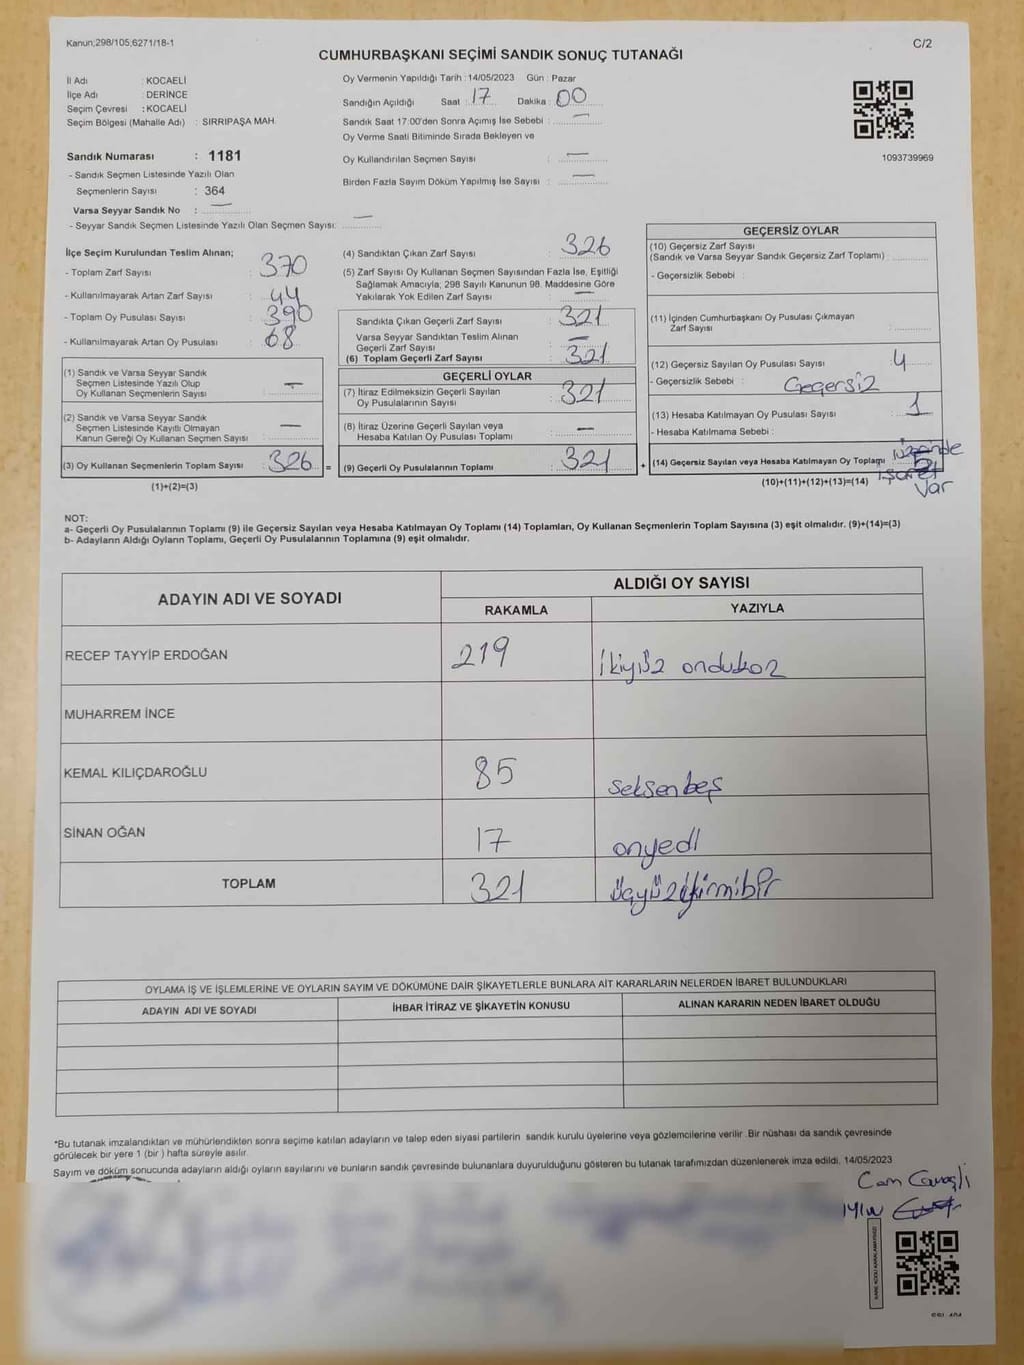 Kanun;298/105;6271/18-1
C/2
CUMHURBAŞKANI SEÇİMİ SANDIK SONUÇ TUTANAĞI
İl Adı : KOCAELİ
İlçe Adı : DERİNCE
Seçim Çevresi : KOCAELİ
Seçim Bölgesi (Mahalle Adı) : SIRRIPAŞA MAH.
Sandık Numarası : 1181
- Sandık Seçmen Listesinde Yazılı Olan
Seçmenlerin Sayısı : 364
Varsa Seyyar Sandık No : —
- Seyyar Sandık Seçmen Listesinde Yazılı Olan Seçmen Sayısı: —
Oy Vermenin Yapıldığı Tarih : 14/05/2023 Gün : Pazar
Sandığın Açıldığı Saat : 17 Dakika : 00
Sandık Saat 17:00'den Sonra Açımış İse Sebebi : —
Oy Verme Saati Bitiminde Sırada Bekleyen ve
Oy Kullandırılan Seçmen Sayısı : —
Birden Fazla Sayım Döküm Yapılmış İse Sayısı : —
1093739969
İlçe Seçim Kurulundan Teslim Alınan;
- Toplam Zarf Sayısı : 370
- Kullanılmayarak Artan Zarf Sayısı : 44
- Toplam Oy Pusulası Sayısı : 390
- Kullanılmayarak Artan Oy Pusulası : 68
(1) Sandık ve Varsa Seyyar Sandık
Seçmen Listesinde Yazılı Olup
Oy Kullanan Seçmenlerin Sayısı : —
(2) Sandık ve Varsa Seyyar Sandık
Seçmen Listesinde Kayıtlı Olmayan
Kanun Gereği Oy Kullanan Seçmen Sayısı : —
(3) Oy Kullanan Seçmenlerin Toplam Sayısı : 326 =
(1)+(2)=(3)
(4) Sandıktan Çıkan Zarf Sayısı : 326
(5) Zarf Sayısı Oy Kullanan Seçmen Sayısından Fazla İse, Eşitliği
Sağlamak Amacıyla; 298 Sayılı Kanunun 98. Maddesine Göre
Yakılarak Yok Edilen Zarf Sayısı : —
Sandıkta Çıkan Geçerli Zarf Sayısı : 321
Varsa Seyyar Sandıktan Teslim Alınan
Geçerli Zarf Sayısı : —
(6) Toplam Geçerli Zarf Sayısı : 321
GEÇERLİ OYLAR
(7) İtiraz Edilmeksizin Geçerli Sayılan
Oy Pusulalarının Sayısı : 321
(8) İtiraz Üzerine Geçerli Sayılan veya
Hesaba Katılan Oy Pusulası Toplamı : —
(9) Geçerli Oy Pusulalarının Toplamı : 321 +
GEÇERSİZ OYLAR
(10) Geçersiz Zarf Sayısı
(Sandık ve Varsa Seyyar Sandık Geçersiz Zarf Toplamı) :
- Geçersizlik Sebebi :
(11) İçinden Cumhurbaşkanı Oy Pusulası Çıkmayan
Zarf Sayısı :
(12) Geçersiz Sayılan Oy Pusulası Sayısı : 4
- Geçersizlik Sebebi : Geçersiz
(13) Hesaba Katılmayan Oy Pusulası Sayısı : 1
- Hesaba Katılmama Sebebi :
(14) Geçersiz Sayılan veya Hesaba Katılmayan Oy Toplamı : 5 üzerinde
işaret
(10)+(11)+(12)+(13)=(14) Var
NOT:
a- Geçerli Oy Pusulalarının Toplamı (9) ile Geçersiz Sayılan veya Hesaba Katılmayan Oy Toplamı (14) Toplamları, Oy Kullanan Seçmenlerin Toplam Sayısına (3) eşit olmalıdır. (9)+(14)=(3)
b- Adayların Aldığı Oyların Toplamı, Geçerli Oy Pusulalarının Toplamına (9) eşit olmalıdır.
ADAYIN ADI VE SOYADI
ALDIĞI OY SAYISI
RAKAMLA YAZIYLA
RECEP TAYYİP ERDOĞAN 219 İkiyüz ondokoz
MUHARREM İNCE
KEMAL KILIÇDAROĞLU 85 seksenbeş
SİNAN OĞAN 17 onyedi
TOPLAM 321 üçyüzyirmibir
OYLAMA İŞ VE İŞLEMLERİNE VE OYLARIN SAYIM VE DÖKÜMÜNE DAİR ŞİKAYETLERLE BUNLARA AİT KARARLARIN NELERDEN İBARET BULUNDUKLARI
ADAYIN ADI VE SOYADI İHBAR İTİRAZ VE ŞİKAYETİN KONUSU ALINAN KARARIN NEDEN İBARET OLDUĞU
*Bu tutanak imzalandıktan ve mühürlendikten sonra seçime katılan adayların ve talep eden siyasi partilerin sandık kurulu üyelerine veya gözlemcilerine verilir. Bir nüshası da sandık çevresinde
görülecek bir yere 1 (bir ) hafta süreyle asılır.
Sayım ve döküm sonucunda adayların aldığı oyların sayılarını ve bunların sandık çevresinde bulunanlara duyurulduğunu gösteren bu tutanak tarafımızdan düzenlenerek imza edildi. 14/05/2023